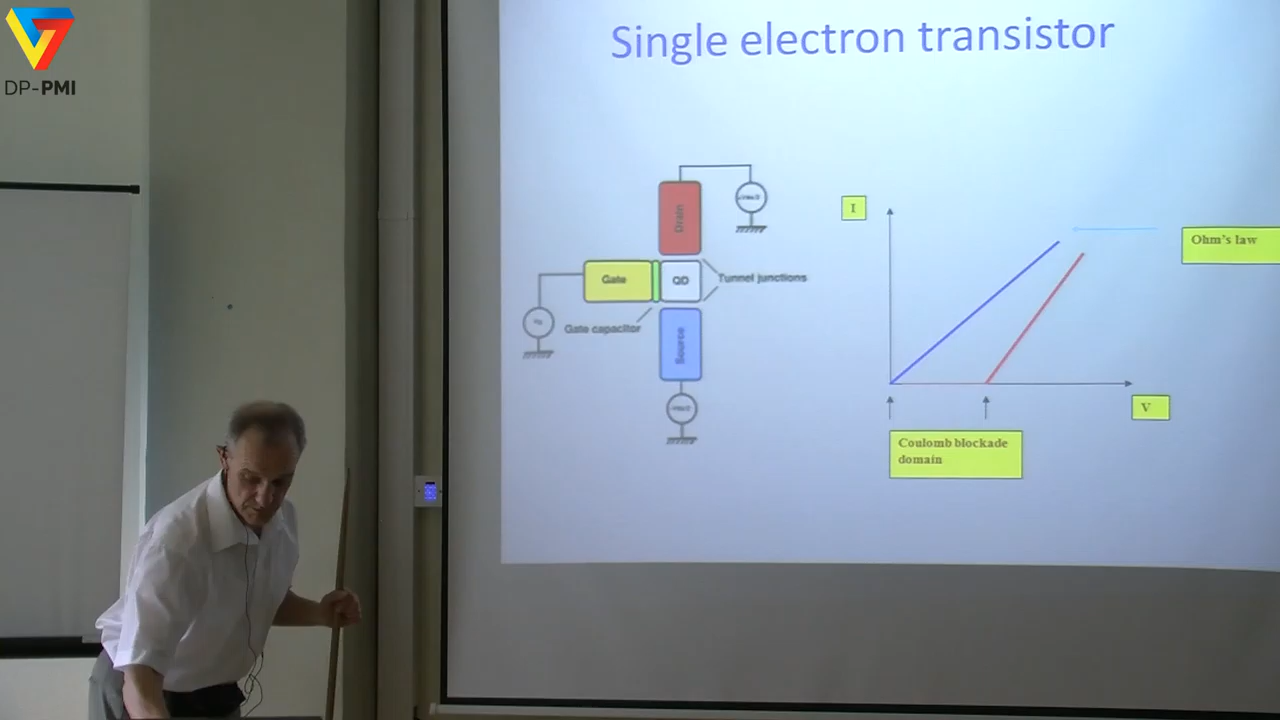 DP-PMI
Single electron transistor
Drain
Gate
QD
Tunnel junctions
Gate capacitor
Source
I
Ohm's law
V
Coulomb blockade
domain